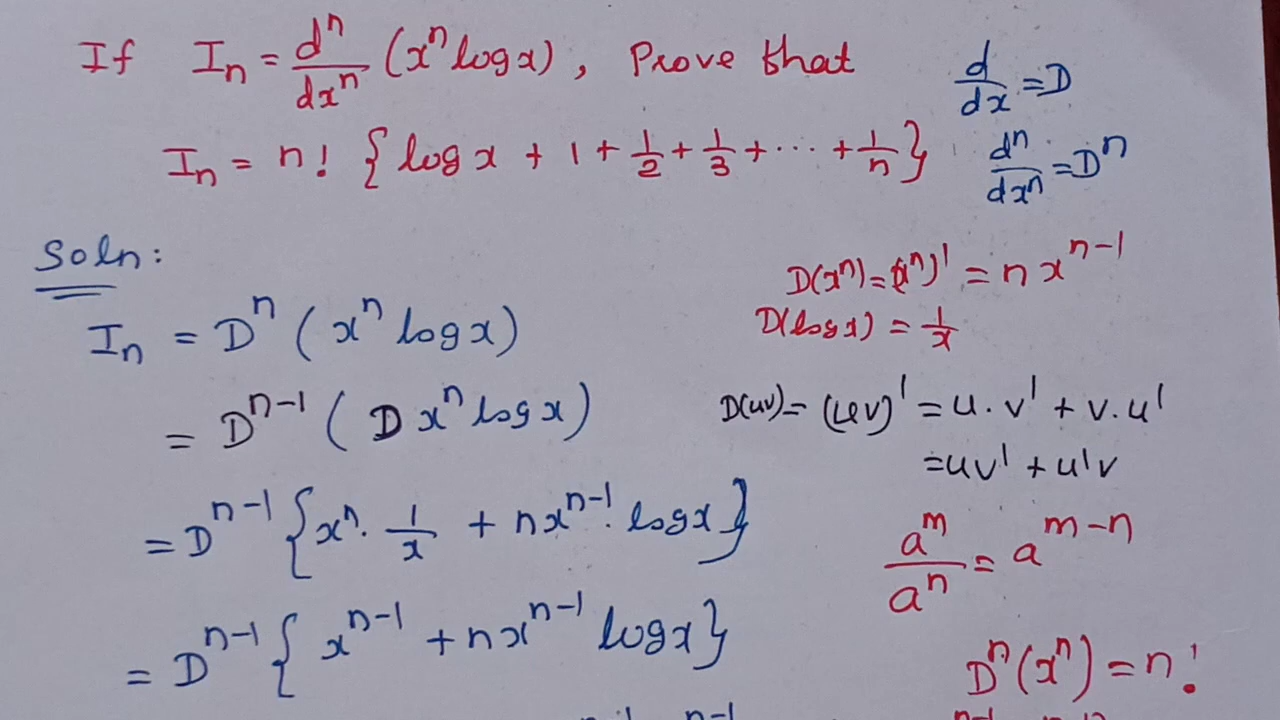 If Iₙ = dⁿ/dxⁿ (xⁿ log x), Prove that
Iₙ = n! { log x + 1 + 1/2 + 1/3 + ⋯ + 1/n }
d/dx = D
dⁿ/dxⁿ = Dⁿ
Soln:
Iₙ = Dⁿ ( xⁿ log x )
= Dⁿ⁻¹ ( D xⁿ log x )
= Dⁿ⁻¹ { xⁿ · 1/x + n xⁿ⁻¹ · log x }
= Dⁿ⁻¹ { xⁿ⁻¹ + n xⁿ⁻¹ log x }
D(xⁿ) = (xⁿ)' = n xⁿ⁻¹
D(log x) = 1/x
D(uv) = (uv)' = u · v' + v · u'
= uv' + u'v
aᵐ/aⁿ = aᵐ⁻ⁿ
Dⁿ(xⁿ) = n!